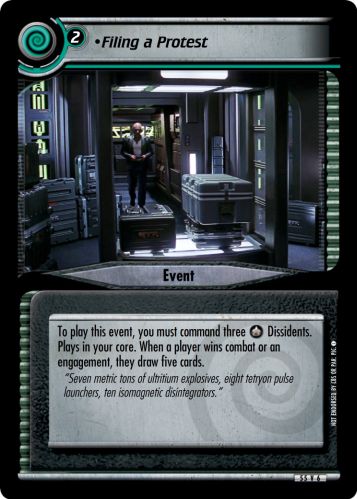 2
•Filing a Protest
Event
To play this event, you must command three Dissidents.
Plays in your core. When a player wins combat or an
engagement, they draw five cards.
“Seven metric tons of ultritium explosives, eight tetryon pulse
launchers, ten isomagnetic disintegrators.”
NOT ENDORSED BY CBS OR PAR. PIC.
55 V 6